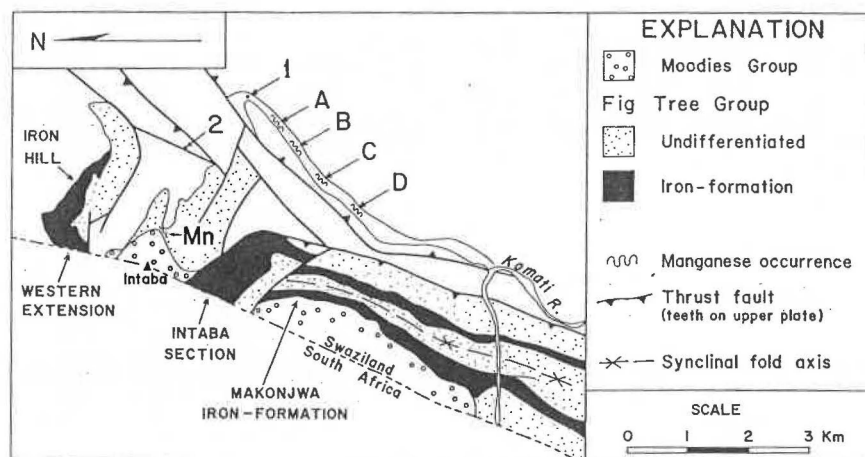 N
1
A
B
C
D
2
IRON
HILL
Mn
Intaba
WESTERN
EXTENSION
INTABA
SECTION
MAKONJWA
IRON-FORMATION
Swaziland
South Africa
Komati R.
EXPLANATION
Moodies Group
Fig Tree Group
Undifferentiated
Iron-formation
Manganese occurrence
Thrust fault
(teeth on upper plate)
Synclinal fold axis
SCALE
0 1 2 3 Km